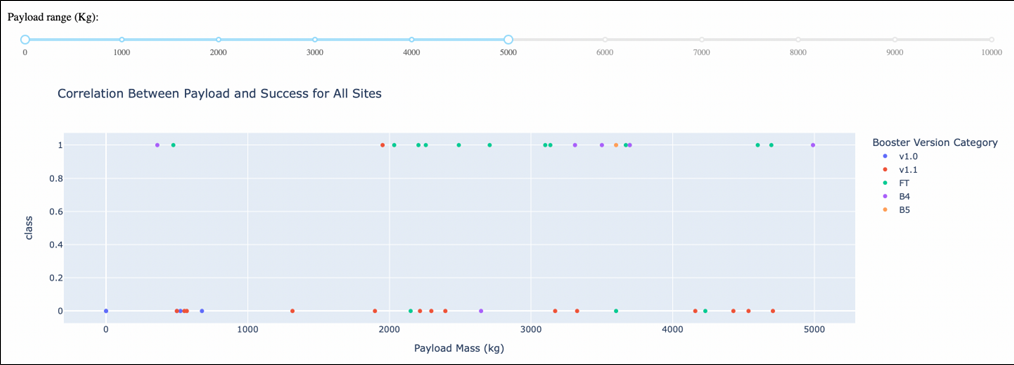 Payload range (Kg):
0 1000 2000 3000 4000 5000 6000 7000 8000 9000 10000
Correlation Between Payload and Success for All Sites
Booster Version Category
v1.0
v1.1
FT
B4
B5
class
1
0.8
0.6
0.4
0.2
0
0 1000 2000 3000 4000 5000
Payload Mass (kg)